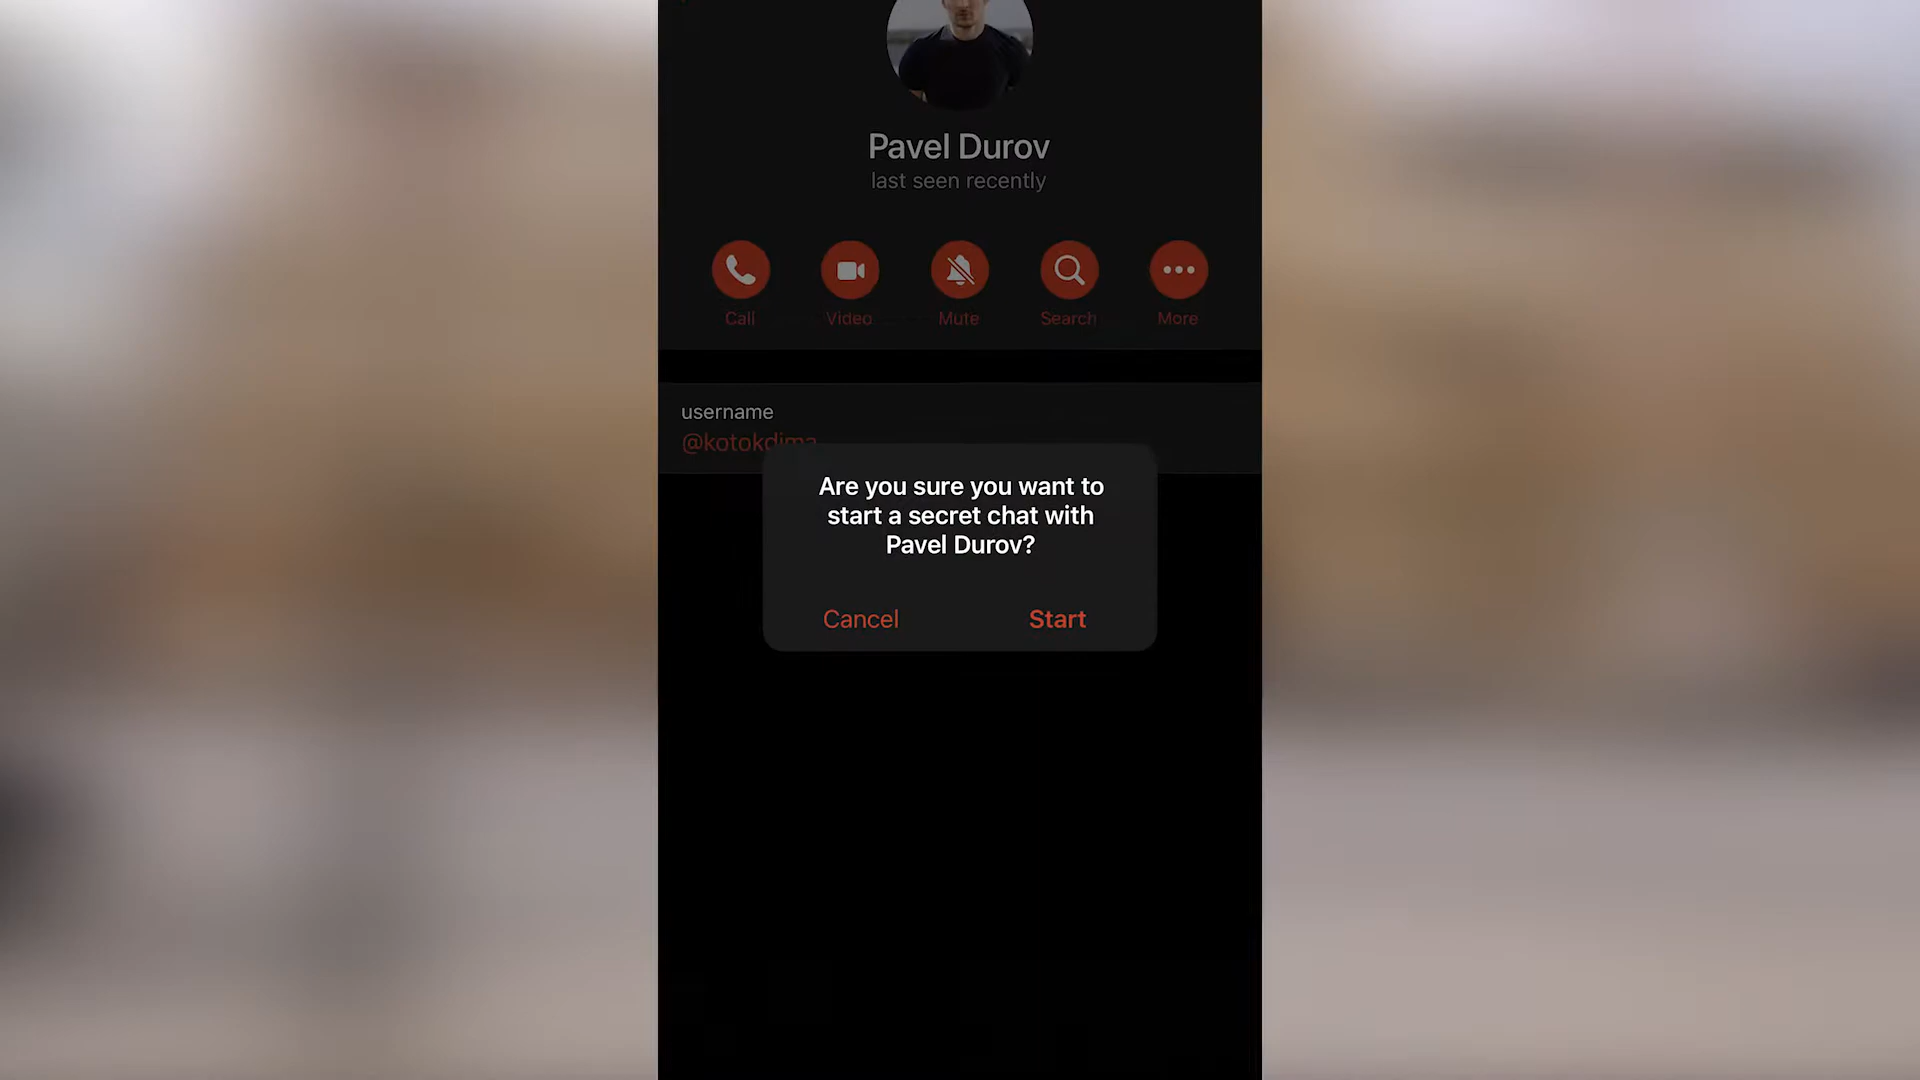 Pavel Durov
last seen recently
Call
Video
Mute
Search
More
username
@kotokdima
Are you sure you want to
start a secret chat with
Pavel Durov?
Cancel
Start